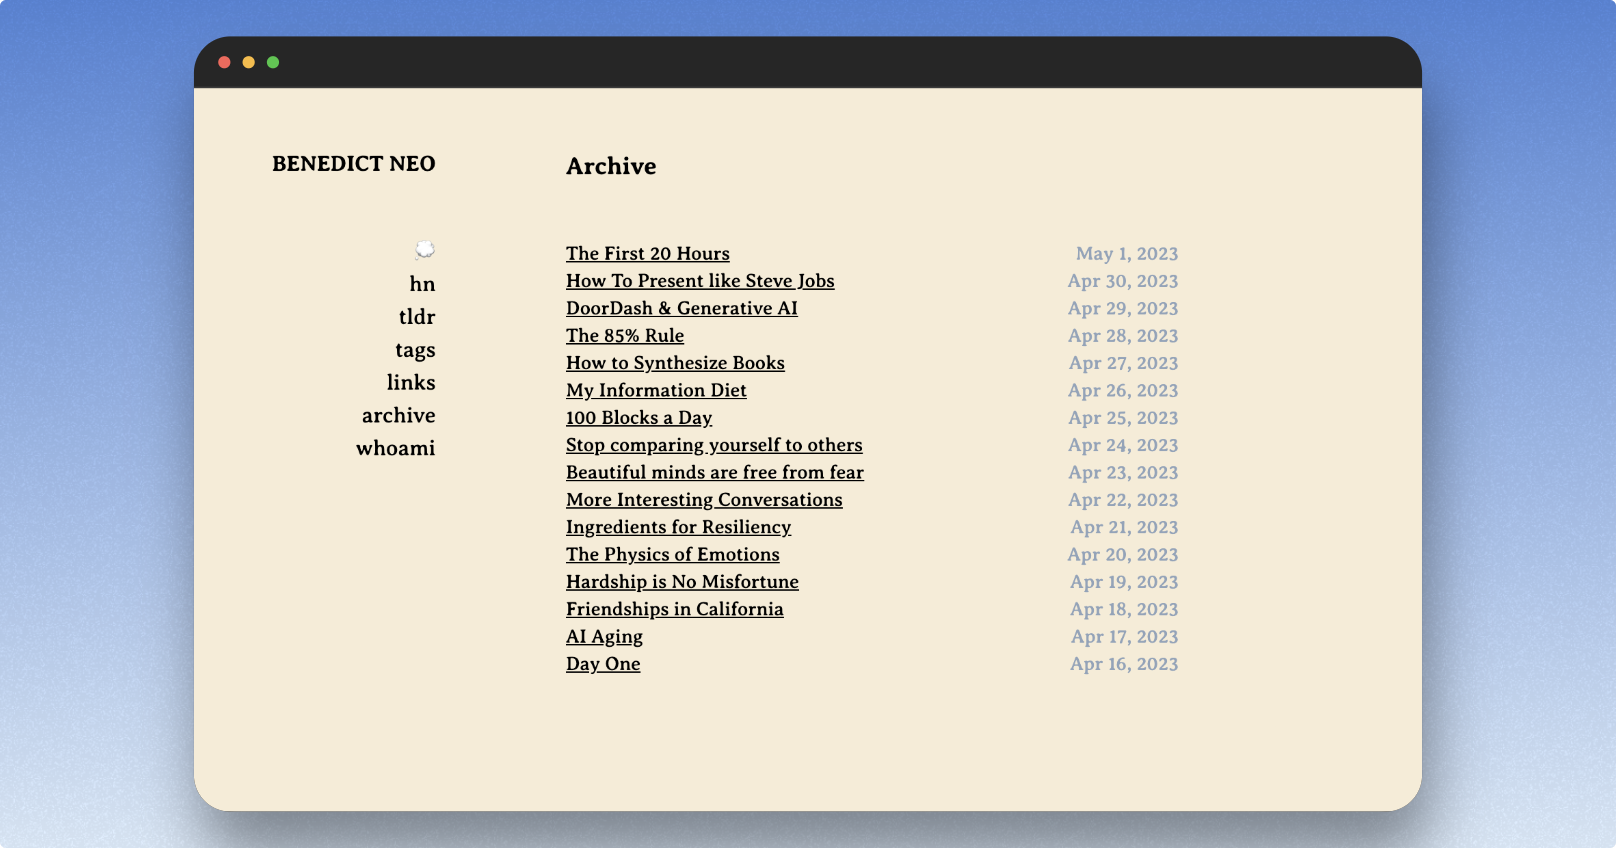 BENEDICT NEO
hn
tldr
tags
links
archive
whoami
Archive
The First 20 Hours May 1, 2023
How To Present like Steve Jobs Apr 30, 2023
DoorDash & Generative AI Apr 29, 2023
The 85% Rule Apr 28, 2023
How to Synthesize Books Apr 27, 2023
My Information Diet Apr 26, 2023
100 Blocks a Day Apr 25, 2023
Stop comparing yourself to others Apr 24, 2023
Beautiful minds are free from fear Apr 23, 2023
More Interesting Conversations Apr 22, 2023
Ingredients for Resiliency Apr 21, 2023
The Physics of Emotions Apr 20, 2023
Hardship is No Misfortune Apr 19, 2023
Friendships in California Apr 18, 2023
AI Aging Apr 17, 2023
Day One Apr 16, 2023